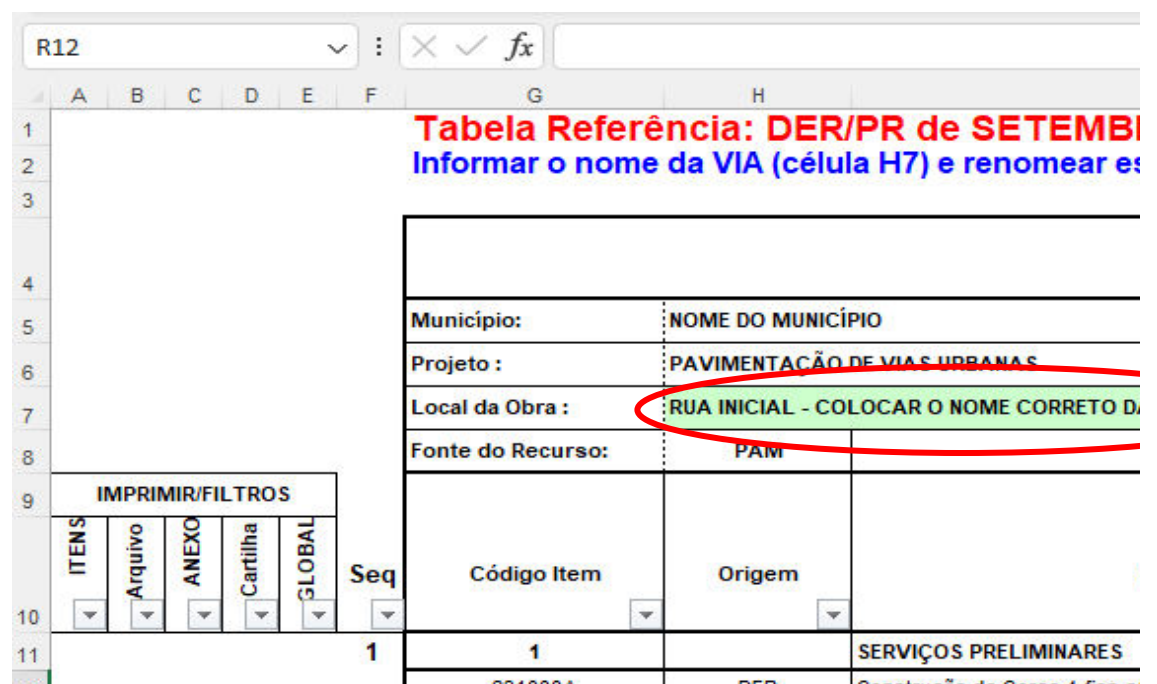 R12
fx
A B C D E F G H
1 Tabela Referência: DER/PR de
2 Informar o nome da VIA (célula H7) e renomear
3
4
5 Município: NOME DO MUNICÍPIO
6 Projeto : PAVIMENTAÇÃO DE VIAS URBANAS
7 Local da Obra : RUA INICIAL - COLOCAR O NOME CORRETO
8 Fonte do Recurso: PAM
9 IMPRIMIR/FILTROS
10 ITENS Arquivo ANEXO Cartilha GLOBAL Seq Código Item Origem
11 1 1 SERVIÇOS PRELIMINARES